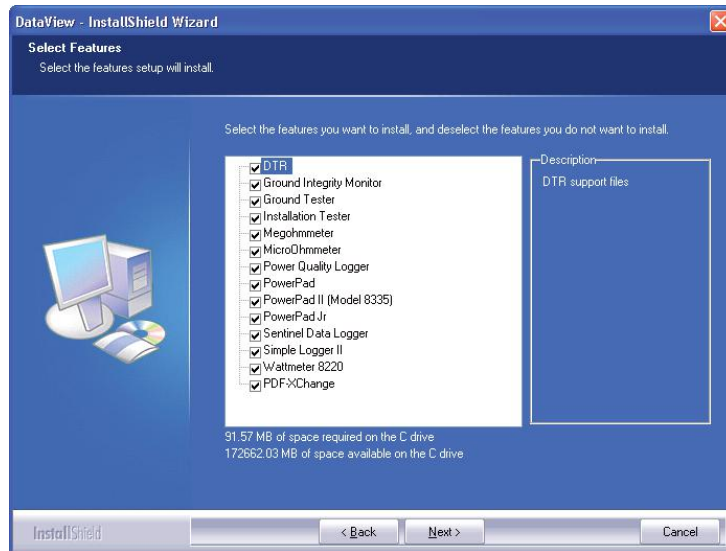 DataView - InstallShield Wizard
Select Features
Select the features setup will install.
Select the features you want to install, and deselect the features you do not want to install.
DTR
Ground Integrity Monitor
Ground Tester
Installation Tester
Megohmmeter
MicroOhmmeter
Power Quality Logger
PowerPad
PowerPad II (Model 8335)
PowerPad Jr
Sentinel Data Logger
Simple Logger II
Wattmeter 8220
PDF-XChange
Description
DTR support files
91.57 MB of space required on the C drive
172662.03 MB of space available on the C drive
InstallShield
< Back
Next >
Cancel